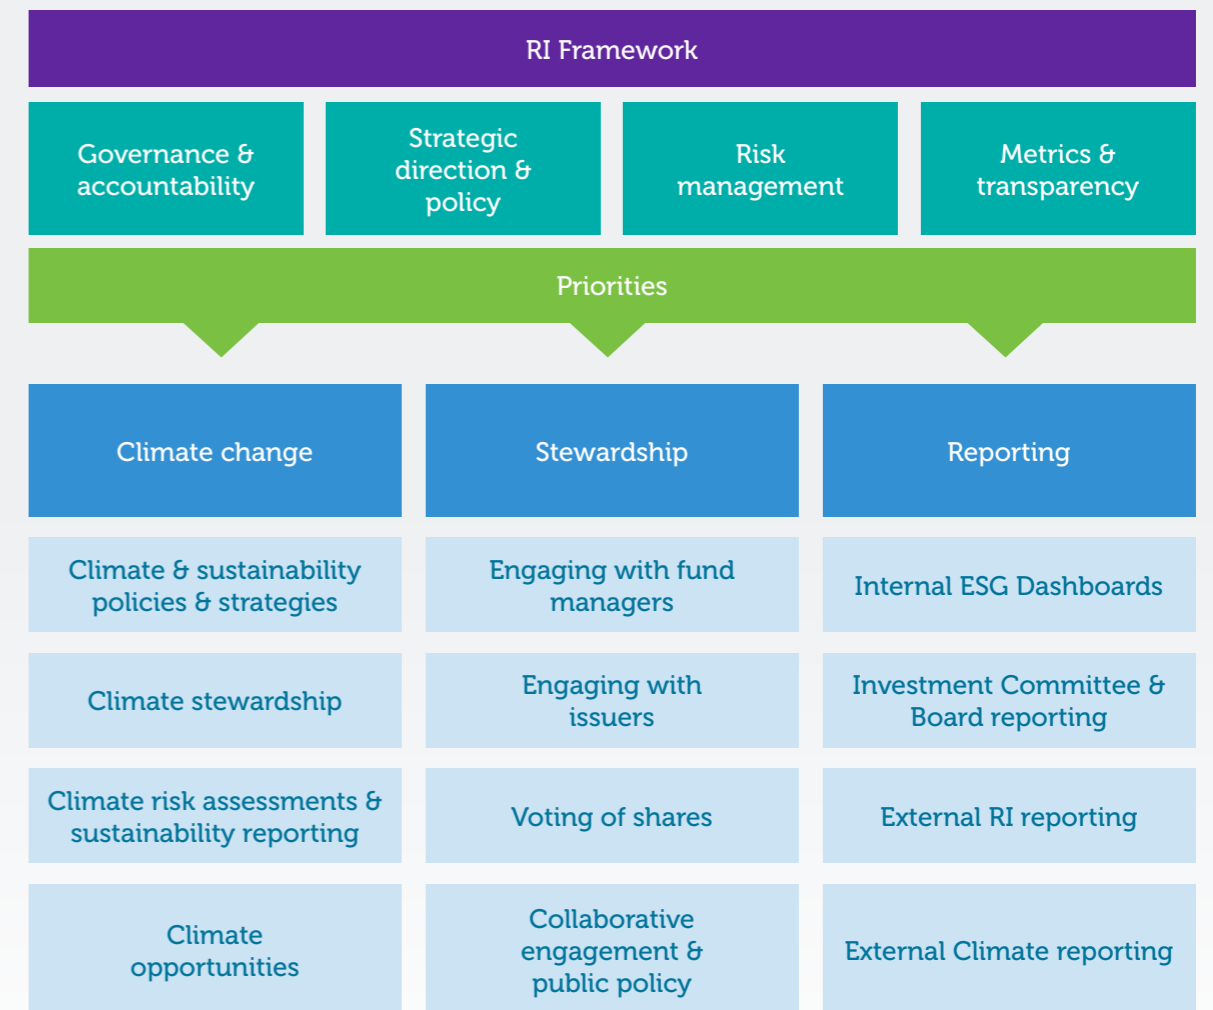 RI Framework
Governance &
accountability
Strategic
direction &
policy
Risk
management
Metrics &
transparency
Priorities
Climate change
Stewardship
Reporting
Climate & sustainability
policies & strategies
Engaging with fund
managers
Internal ESG Dashboards
Climate stewardship
Engaging with
issuers
Investment Committee &
Board reporting
Climate risk assessments &
sustainability reporting
Voting of shares
External RI reporting
Climate
opportunities
Collaborative
engagement &
public policy
External Climate reporting